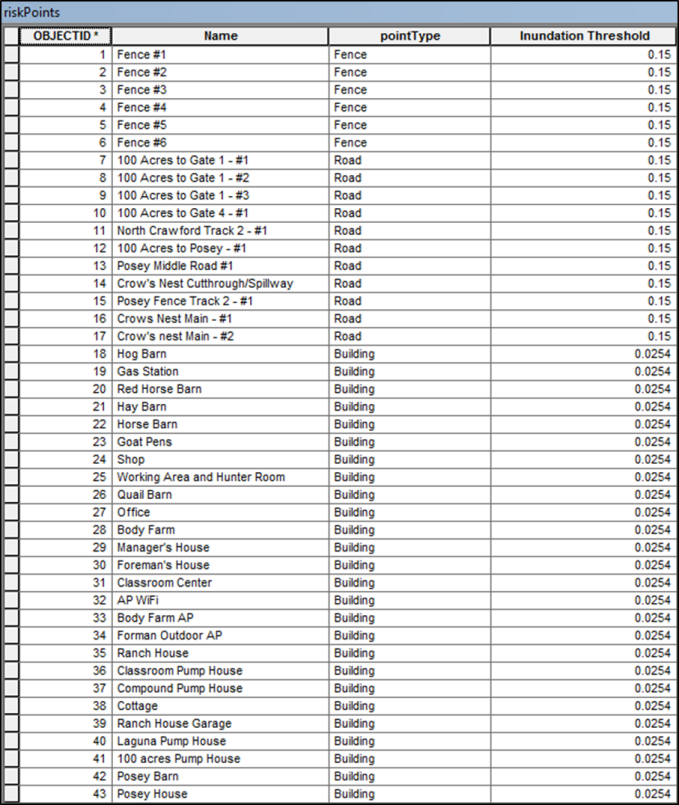 riskPoints
OBJECTID * Name pointType Inundation Threshold
1 Fence #1 Fence 0.15
2 Fence #2 Fence 0.15
3 Fence #3 Fence 0.15
4 Fence #4 Fence 0.15
5 Fence #5 Fence 0.15
6 Fence #6 Fence 0.15
7 100 Acres to Gate 1 - #1 Road 0.15
8 100 Acres to Gate 1 - #2 Road 0.15
9 100 Acres to Gate 1 - #3 Road 0.15
10 100 Acres to Gate 4 - #1 Road 0.15
11 North Crawford Track 2 - #1 Road 0.15
12 100 Acres to Posey - #1 Road 0.15
13 Posey Middle Road #1 Road 0.15
14 Crow's Nest Cutthrough/Spillway Road 0.15
15 Posey Fence Track 2 - #1 Road 0.15
16 Crows Nest Main - #1 Road 0.15
17 Crow's nest Main - #2 Road 0.15
18 Hog Barn Building 0.0254
19 Gas Station Building 0.0254
20 Red Horse Barn Building 0.0254
21 Hay Barn Building 0.0254
22 Horse Barn Building 0.0254
23 Goat Pens Building 0.0254
24 Shop Building 0.0254
25 Working Area and Hunter Room Building 0.0254
26 Quail Barn Building 0.0254
27 Office Building 0.0254
28 Body Farm Building 0.0254
29 Manager's House Building 0.0254
30 Foreman's House Building 0.0254
31 Classroom Center Building 0.0254
32 AP WiFi Building 0.0254
33 Body Farm AP Building 0.0254
34 Forman Outdoor AP Building 0.0254
35 Ranch House Building 0.0254
36 Classroom Pump House Building 0.0254
37 Compound Pump House Building 0.0254
38 Cottage Building 0.0254
39 Ranch House Garage Building 0.0254
40 Laguna Pump House Building 0.0254
41 100 acres Pump House Building 0.0254
42 Posey Barn Building 0.0254
43 Posey House Building 0.0254